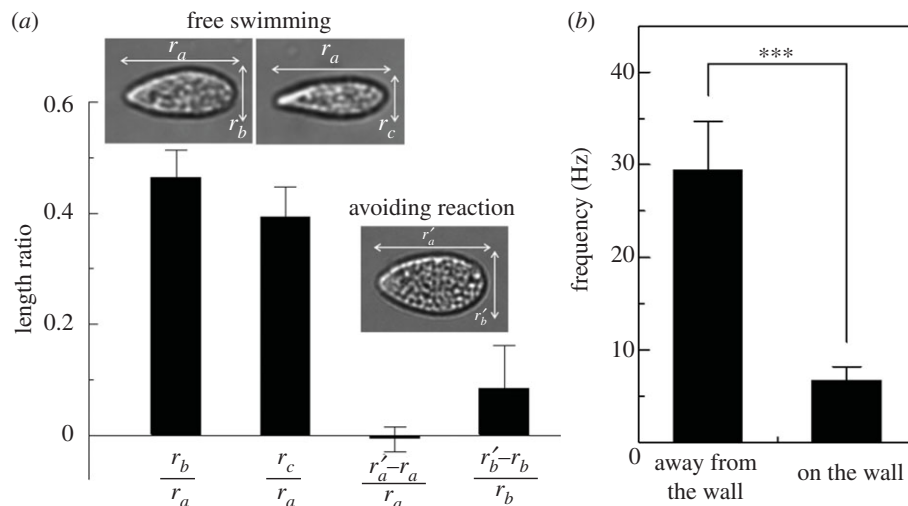 (a)
free swimming
r_a
r_b
r_a
r_c
avoiding reaction
r'_a
r'_b
length ratio
0.6
0.4
0.2
0
r_b
r_a
r_c
r_a
r'_a–r_a
r_a
r'_b–r_b
r_b
(b)
***
frequency (Hz)
40
30
20
10
0
away from
the wall
on the wall